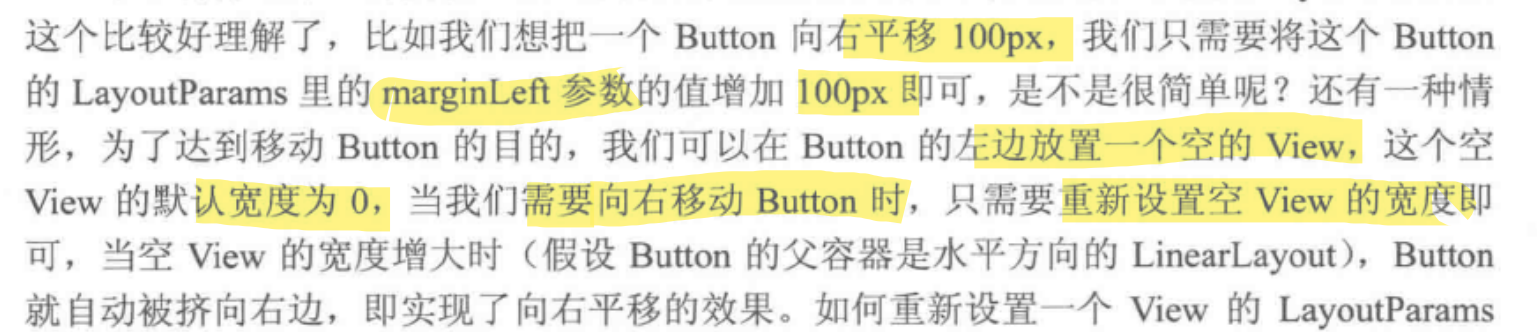 这个比较好理解了，比如我们想把一个 Button 向右平移 100px，我们只需要将这个 Button
的 LayoutParams 里的 marginLeft 参数的值增加 100px 即可，是不是很简单呢？还有一种情
形，为了达到移动 Button 的目的，我们可以在 Button 的左边放置一个空的 View，这个空
View 的默认宽度为 0，当我们需要向右移动 Button 时，只需要重新设置空 View 的宽度即
可，当空 View 的宽度增大时（假设 Button 的父容器是水平方向的 LinearLayout），Button
就自动被挤向右边，即实现了向右平移的效果。如何重新设置一个 View 的 LayoutParams